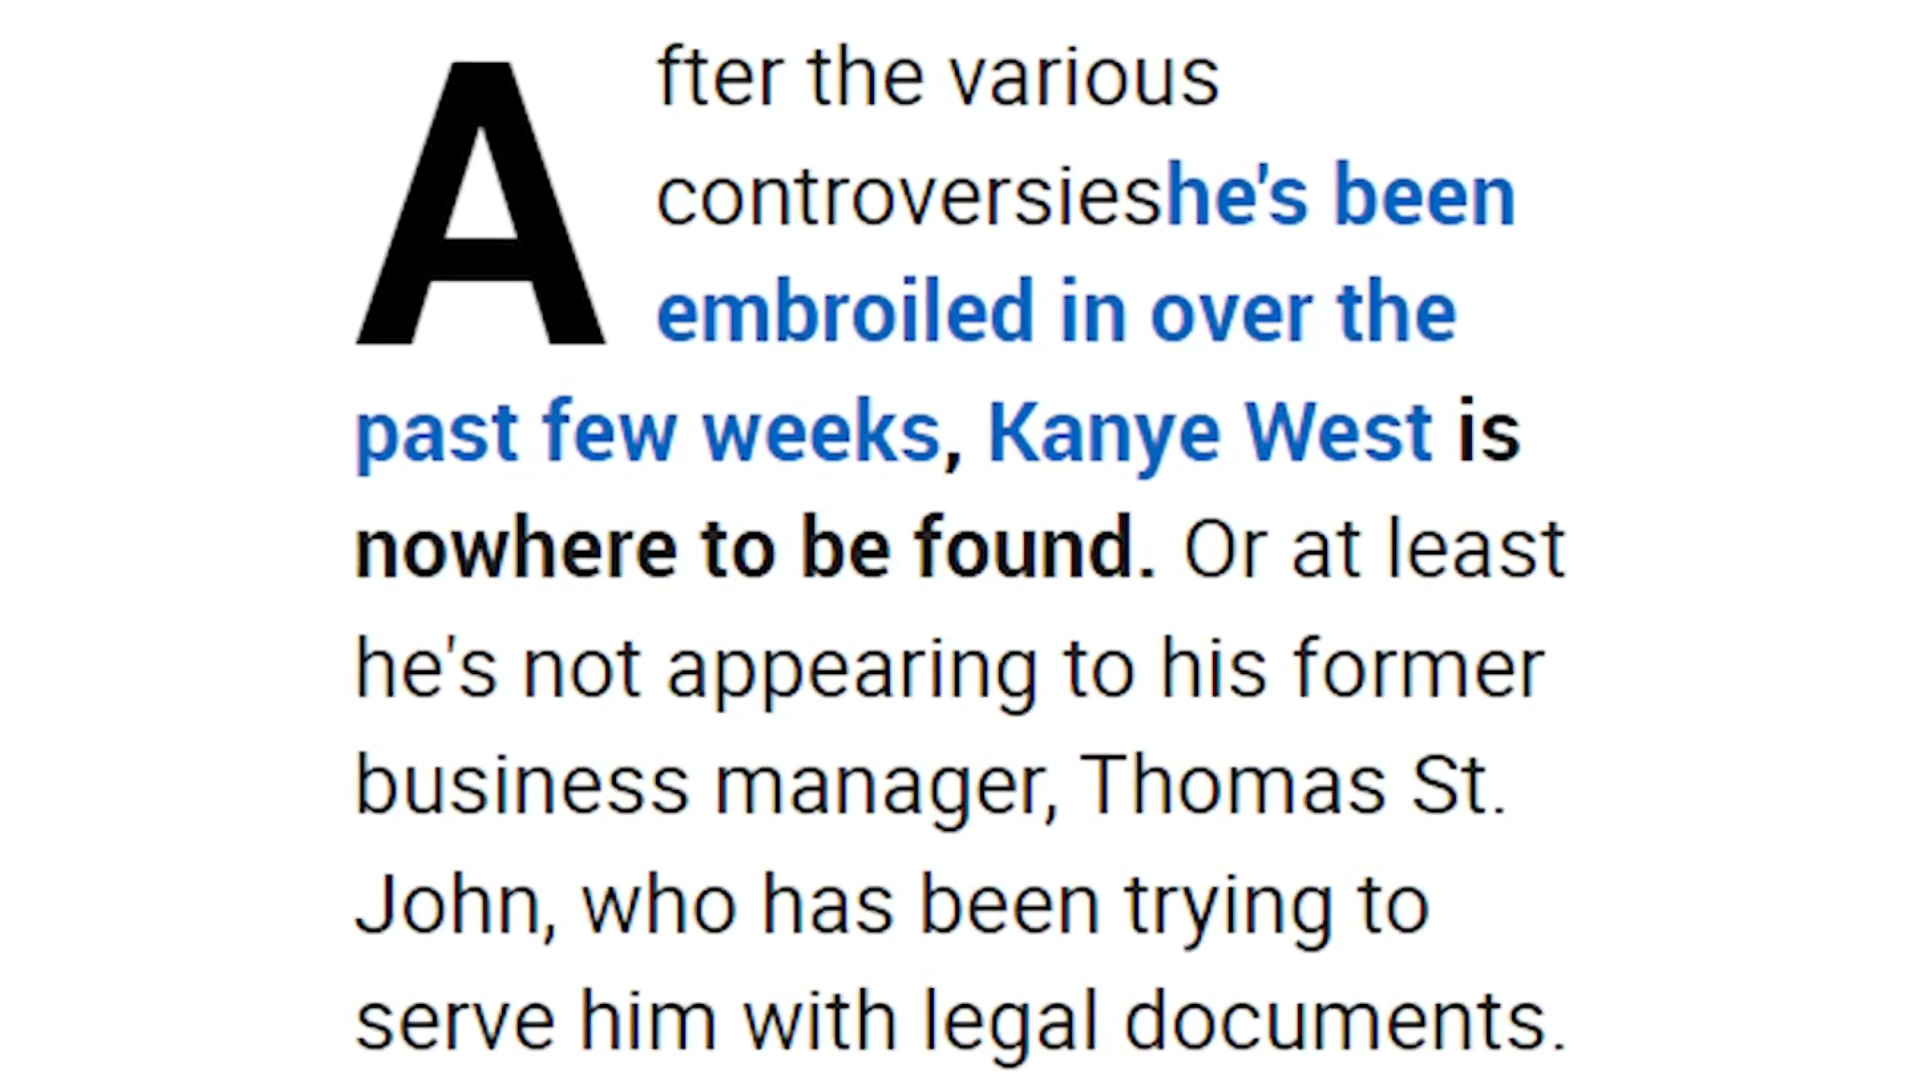 After the various
controversieshe's been
embroiled in over the
past few weeks, Kanye West is
nowhere to be found. Or at least
he's not appearing to his former
business manager, Thomas St.
John, who has been trying to
serve him with legal documents.